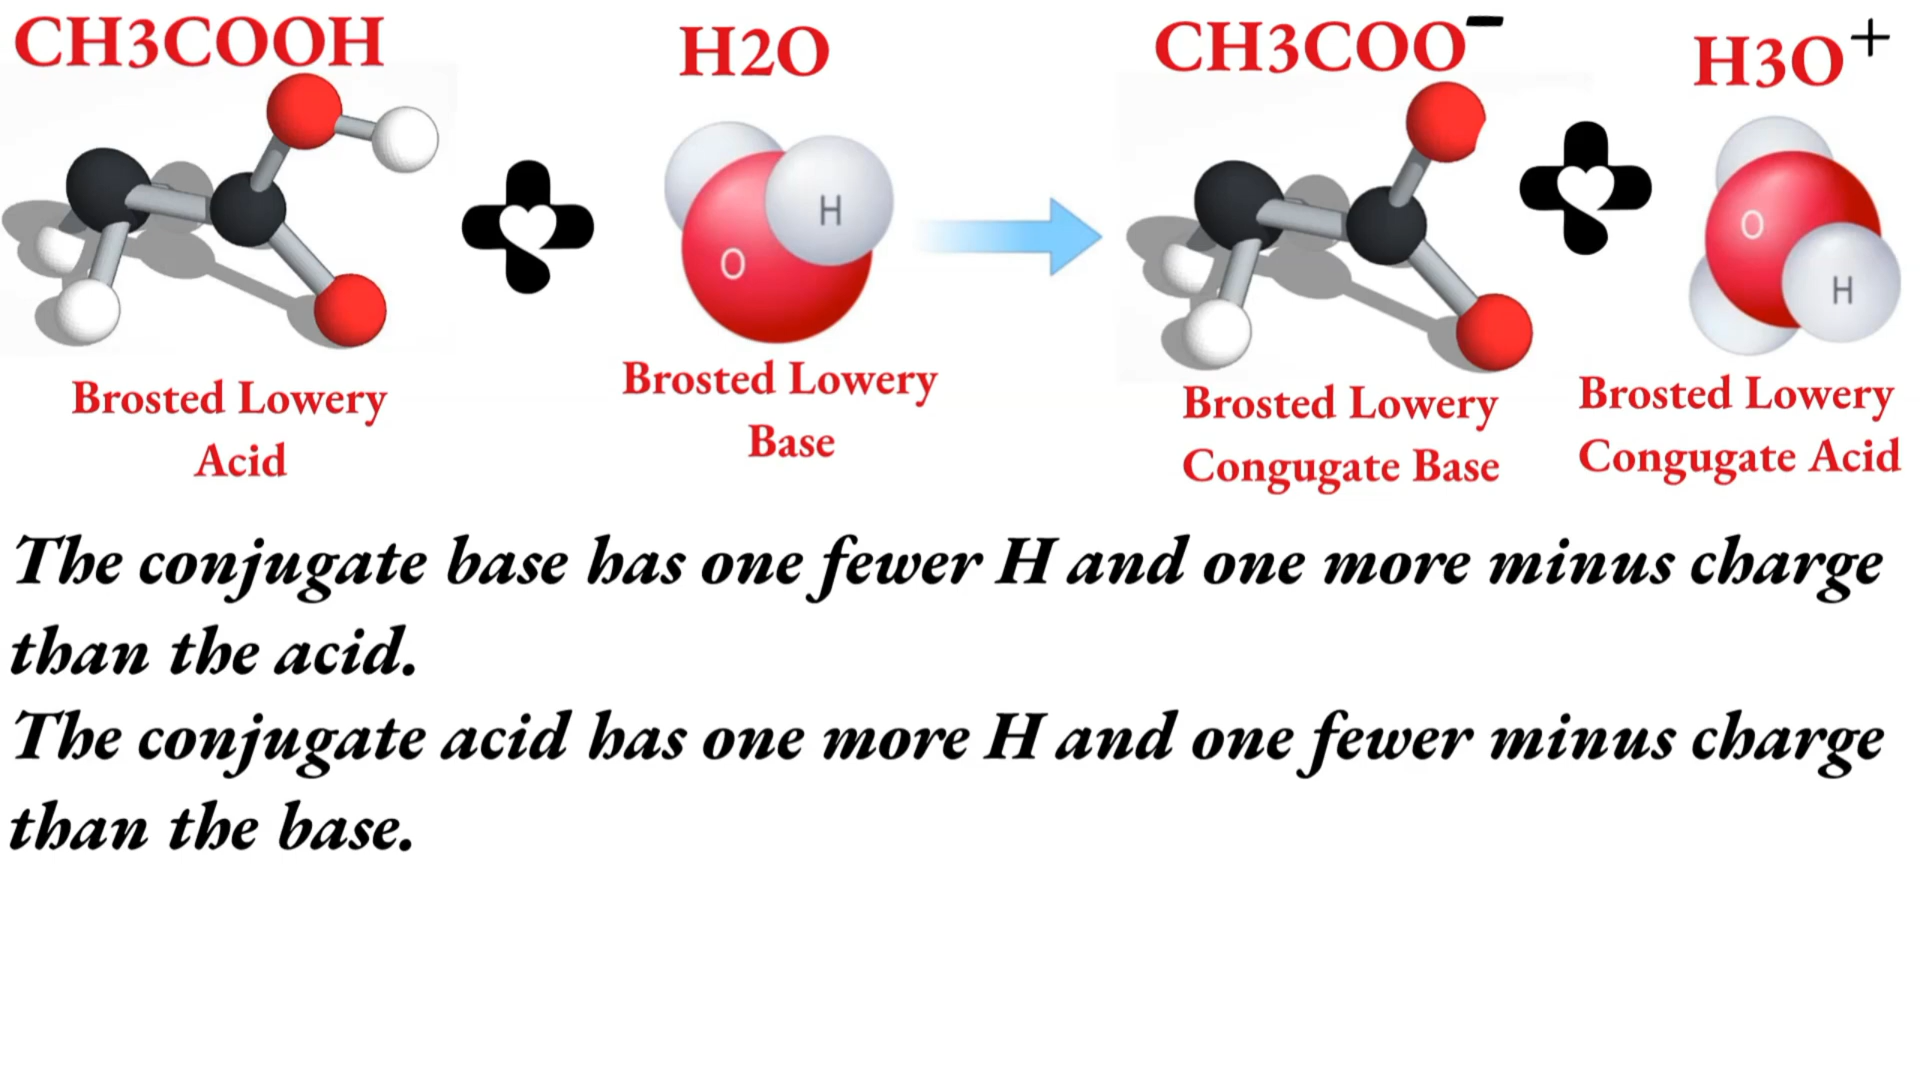 CH3COOH
H2O
CH3COO⁻
H3O⁺
H
O
O
H
Brosted Lowery
Acid
Brosted Lowery
Base
Brosted Lowery
Congugate Base
Brosted Lowery
Congugate Acid
The conjugate base has one fewer H and one more minus charge
than the acid.
The conjugate acid has one more H and one fewer minus charge
than the base.